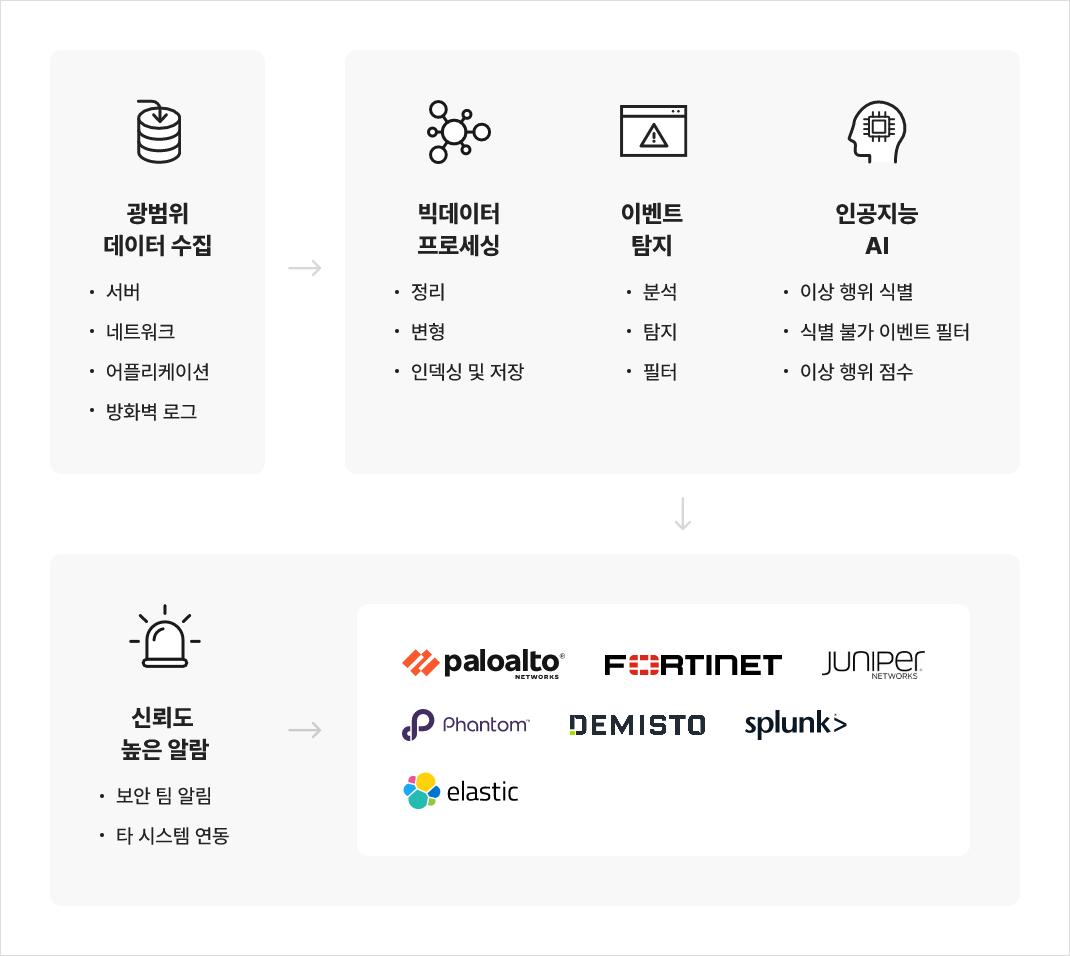 광범위
데이터 수집
• 서버
• 네트워크
• 어플리케이션
• 방화벽 로그
빅데이터
프로세싱
• 정리
• 변형
• 인덱싱 및 저장
이벤트
탐지
• 분석
• 탐지
• 필터
인공지능
AI
• 이상 행위 식별
• 식별 불가 이벤트 필터
• 이상 행위 점수
신뢰도
높은 알람
• 보안 팀 알림
• 타 시스템 연동
paloalto®
NETWORKS
FORTINET
JUNIPER
NETWORKS
Phantom™
DEMISTO
splunk>
elastic